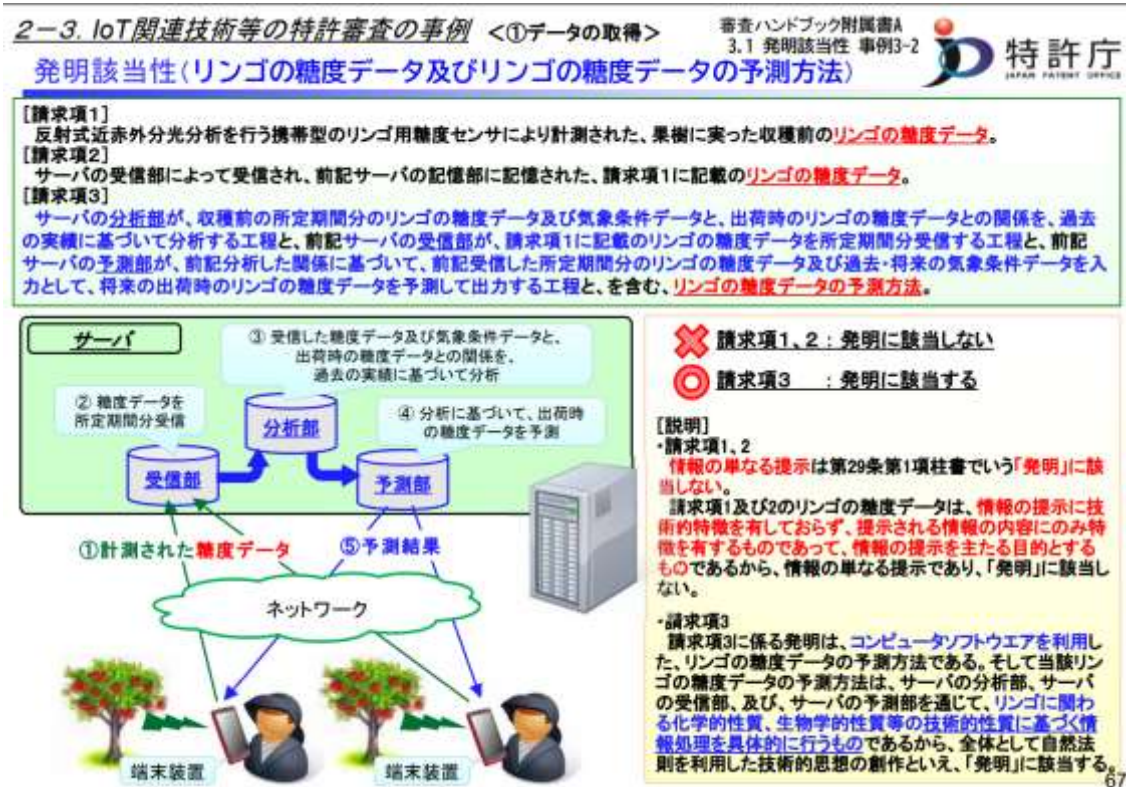 2－3. IoT関連技術等の特許審査の事例 ＜①データの取得＞
審査ハンドブック附属書A
3.1 発明該当性 事例3-2
特許庁
JAPAN PATENT OFFICE
発明該当性(リンゴの糖度データ及びリンゴの糖度データの予測方法)
[請求項1]
反射式近赤外分光分析を行う携帯型のリンゴ用糖度センサにより計測された、果樹に実った収穫前のリンゴの糖度データ。
[請求項2]
サーバの受信部によって受信され、前記サーバの記憶部に記憶された、請求項1に記載のリンゴの糖度データ。
[請求項3]
サーバの分析部が、収穫前の所定期間分のリンゴの糖度データ及び気象条件データと、出荷時のリンゴの糖度データとの関係を、過去
の実績に基づいて分析する工程と、前記サーバの受信部が、請求項1に記載のリンゴの糖度データを所定期間分受信する工程と、前記
サーバの予測部が、前記分析した関係に基づいて、前記受信した所定期間分のリンゴの糖度データ及び過去・将来の気象条件データを入
力として、将来の出荷時のリンゴの糖度データを予測して出力する工程と、を含む、リンゴの糖度データの予測方法。
サーバ
③ 受信した糖度データ及び気象条件データと、
出荷時の糖度データとの関係を、
過去の実績に基づいて分析
② 糖度データを
所定期間分受信
分析部
④ 分析に基づいて、出荷時
の糖度データを予測
受信部
予測部
①計測された糖度データ
⑤予測結果
ネットワーク
端末装置
端末装置
請求項1、2：発明に該当しない
請求項3 ：発明に該当する
[説明]
・請求項1、2
情報の単なる提示は第29条第1項柱書でいう「発明」に該
当しない。
請求項1及び2のリンゴの糖度データは、情報の提示に技
術的特徴を有しておらず、提示される情報の内容にのみ特
徴を有するものであって、情報の提示を主たる目的とする
ものであるから、情報の単なる提示であり、「発明」に該当し
ない。
・請求項3
請求項3に係る発明は、コンピュータソフトウエアを利用し
た、リンゴの糖度データの予測方法である。そして当該リン
ゴの糖度データの予測方法は、サーバの分析部、サーバ
の受信部、及び、サーバの予測部を通じて、リンゴに関わ
る化学的性質、生物学的性質等の技術的性質に基づく情
報処理を具体的に行うものであるから、全体として自然法
則を利用した技術的思想の創作といえ、「発明」に該当する。
67